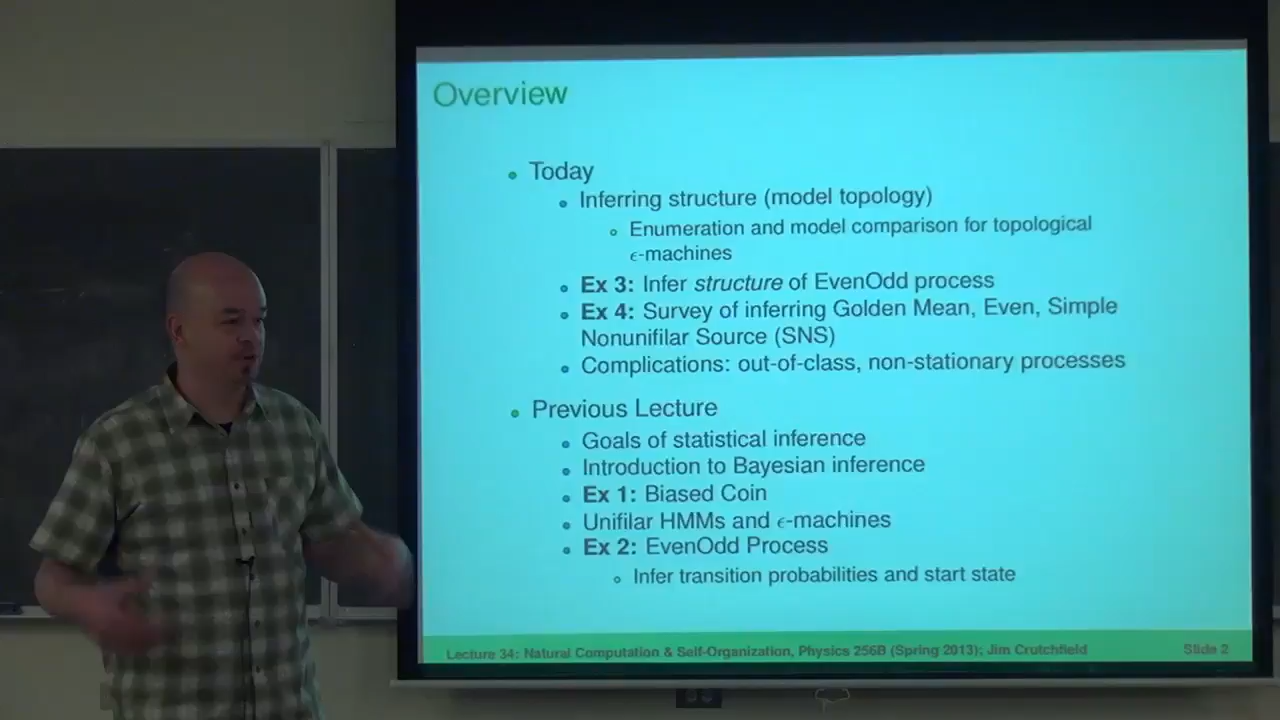 Overview
Today
Inferring structure (model topology)
Enumeration and model comparison for topological
ϵ-machines
Ex 3: Infer structure of EvenOdd process
Ex 4: Survey of inferring Golden Mean, Even, Simple
Nonunifilar Source (SNS)
Complications: out-of-class, non-stationary processes
Previous Lecture
Goals of statistical inference
Introduction to Bayesian inference
Ex 1: Biased Coin
Unifilar HMMs and ϵ-machines
Ex 2: EvenOdd Process
Infer transition probabilities and start state
Lecture 34: Natural Computation & Self-Organization, Physics 256B (Spring 2013); Jim Crutchfield Slide 2